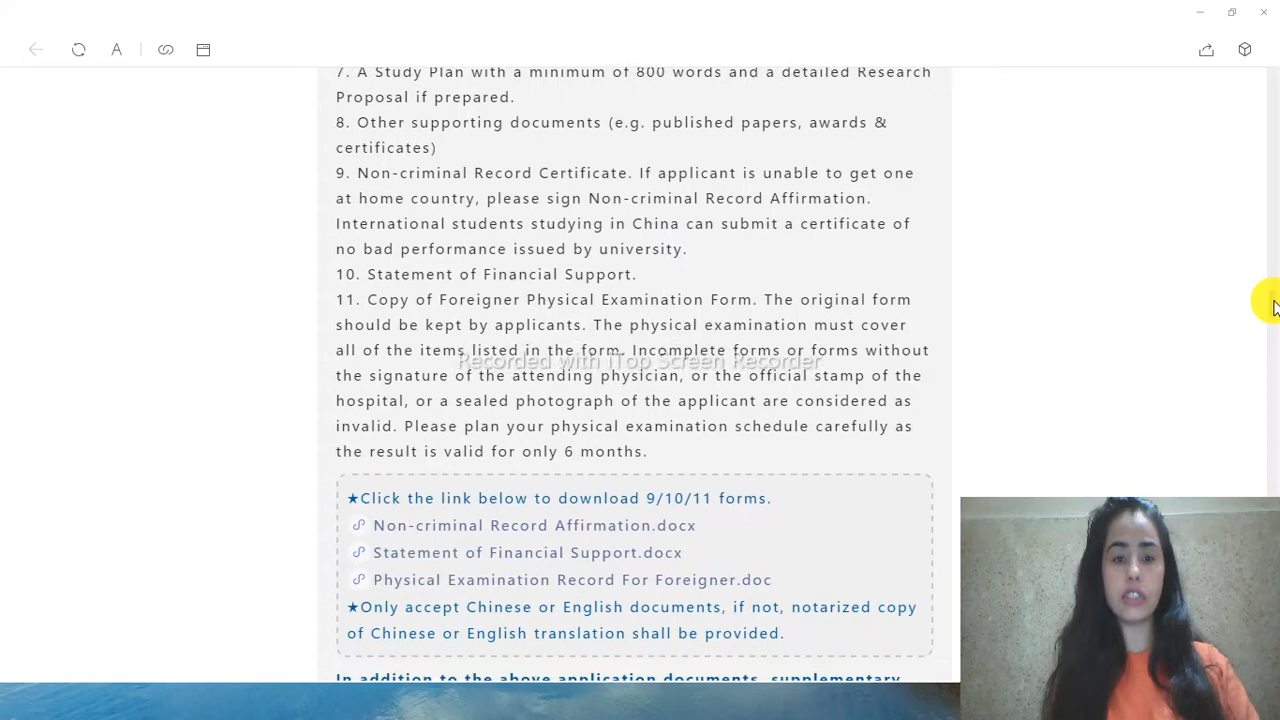 A
7. A Study Plan with a minimum of 800 words and a detailed Research
Proposal if prepared.
8. Other supporting documents (e.g. published papers, awards &
certificates)
9. Non-criminal Record Certificate. If applicant is unable to get one
at home country, please sign Non-criminal Record Affirmation.
International students studying in China can submit a certificate of
no bad performance issued by university.
10. Statement of Financial Support.
11. Copy of Foreigner Physical Examination Form. The original form
should be kept by applicants. The physical examination must cover
all of the items listed in the form. Incomplete forms or forms without
Recorded with iTop Screen Recorder
the signature of the attending physician, or the official stamp of the
hospital, or a sealed photograph of the applicant are considered as
invalid. Please plan your physical examination schedule carefully as
the result is valid for only 6 months.
★Click the link below to download 9/10/11 forms.
Non-criminal Record Affirmation.docx
Statement of Financial Support.docx
Physical Examination Record For Foreigner.doc
★Only accept Chinese or English documents, if not, notarized copy
of Chinese or English translation shall be provided.
In addition to the above application documents, supplementary